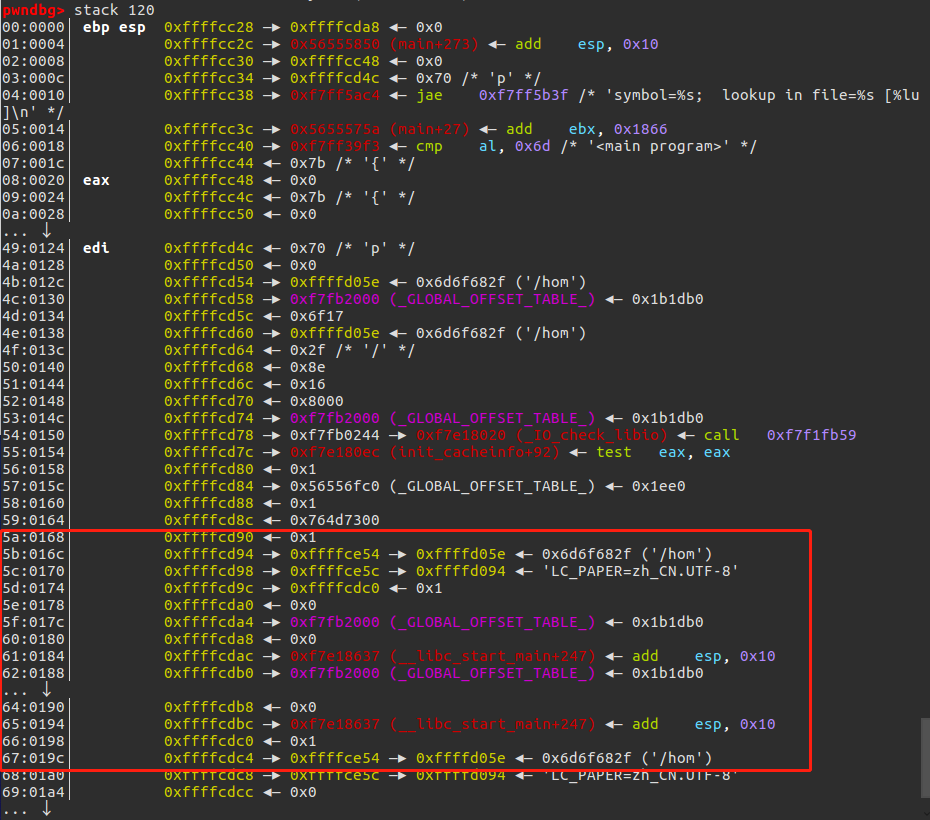 pwndbg> stack 120
00:0000│ ebp esp 0xffffcc28 —▸ 0xffffcda8 ◂— 0x0
01:0004│ 0xffffcc2c —▸ 0x56555850 (main+273) ◂— add esp, 0x10
02:0008│ 0xffffcc30 —▸ 0xffffcc48 ◂— 0x0
03:000c│ 0xffffcc34 —▸ 0xffffcd4c ◂— 0x70 /* 'p' */
04:0010│ 0xffffcc38 —▸ 0xf7ff5ac4 ◂— jae 0xf7ff5b3f /* 'symbol=%s; lookup in file=%s [%lu
]\n' */
05:0014│ 0xffffcc3c —▸ 0x5655575a (main+27) ◂— add ebx, 0x1866
06:0018│ 0xffffcc40 —▸ 0xf7ff39f3 ◂— cmp al, 0x6d /* '<main program>' */
07:001c│ 0xffffcc44 ◂— 0x7b /* '{' */
08:0020│ eax 0xffffcc48 ◂— 0x0
09:0024│ 0xffffcc4c ◂— 0x7b /* '{' */
0a:0028│ 0xffffcc50 ◂— 0x0
... ↓
49:0124│ edi 0xffffcd4c ◂— 0x70 /* 'p' */
4a:0128│ 0xffffcd50 ◂— 0x0
4b:012c│ 0xffffcd54 —▸ 0xffffd05e ◂— 0x6d6f682f ('/hom')
4c:0130│ 0xffffcd58 —▸ 0xf7fb2000 (_GLOBAL_OFFSET_TABLE_) ◂— 0x1b1db0
4d:0134│ 0xffffcd5c ◂— 0x6f17
4e:0138│ 0xffffcd60 —▸ 0xffffd05e ◂— 0x6d6f682f ('/hom')
4f:013c│ 0xffffcd64 ◂— 0x2f /* '/' */
50:0140│ 0xffffcd68 ◂— 0x8e
51:0144│ 0xffffcd6c ◂— 0x16
52:0148│ 0xffffcd70 ◂— 0x8000
53:014c│ 0xffffcd74 —▸ 0xf7fb2000 (_GLOBAL_OFFSET_TABLE_) ◂— 0x1b1db0
54:0150│ 0xffffcd78 —▸ 0xf7fb0244 —▸ 0xf7e18020 (_IO_check_libio) ◂— call 0xf7f1fb59
55:0154│ 0xffffcd7c —▸ 0xf7e180ec (init_cacheinfo+92) ◂— test eax, eax
56:0158│ 0xffffcd80 ◂— 0x1
57:015c│ 0xffffcd84 —▸ 0x56556fc0 (_GLOBAL_OFFSET_TABLE_) ◂— 0x1ee0
58:0160│ 0xffffcd88 ◂— 0x1
59:0164│ 0xffffcd8c ◂— 0x764d7300
5a:0168│ 0xffffcd90 ◂— 0x1
5b:016c│ 0xffffcd94 —▸ 0xffffce54 —▸ 0xffffd05e ◂— 0x6d6f682f ('/hom')
5c:0170│ 0xffffcd98 —▸ 0xffffce5c —▸ 0xffffd094 ◂— 'LC_PAPER=zh_CN.UTF-8'
5d:0174│ 0xffffcd9c —▸ 0xffffcdc0 ◂— 0x1
5e:0178│ 0xffffcda0 ◂— 0x0
5f:017c│ 0xffffcda4 —▸ 0xf7fb2000 (_GLOBAL_OFFSET_TABLE_) ◂— 0x1b1db0
60:0180│ 0xffffcda8 ◂— 0x0
61:0184│ 0xffffcdac —▸ 0xf7e18637 (__libc_start_main+247) ◂— add esp, 0x10
62:0188│ 0xffffcdb0 —▸ 0xf7fb2000 (_GLOBAL_OFFSET_TABLE_) ◂— 0x1b1db0
... ↓
64:0190│ 0xffffcdb8 ◂— 0x0
65:0194│ 0xffffcdbc —▸ 0xf7e18637 (__libc_start_main+247) ◂— add esp, 0x10
66:0198│ 0xffffcdc0 ◂— 0x1
67:019c│ 0xffffcdc4 —▸ 0xffffce54 —▸ 0xffffd05e ◂— 0x6d6f682f ('/hom')
68:01a0│ 0xffffcdc8 —▸ 0xffffce5c —▸ 0xffffd094 ◂— 'LC_PAPER=zh_CN.UTF-8'
69:01a4│ 0xffffcdcc ◂— 0x0
... ↓